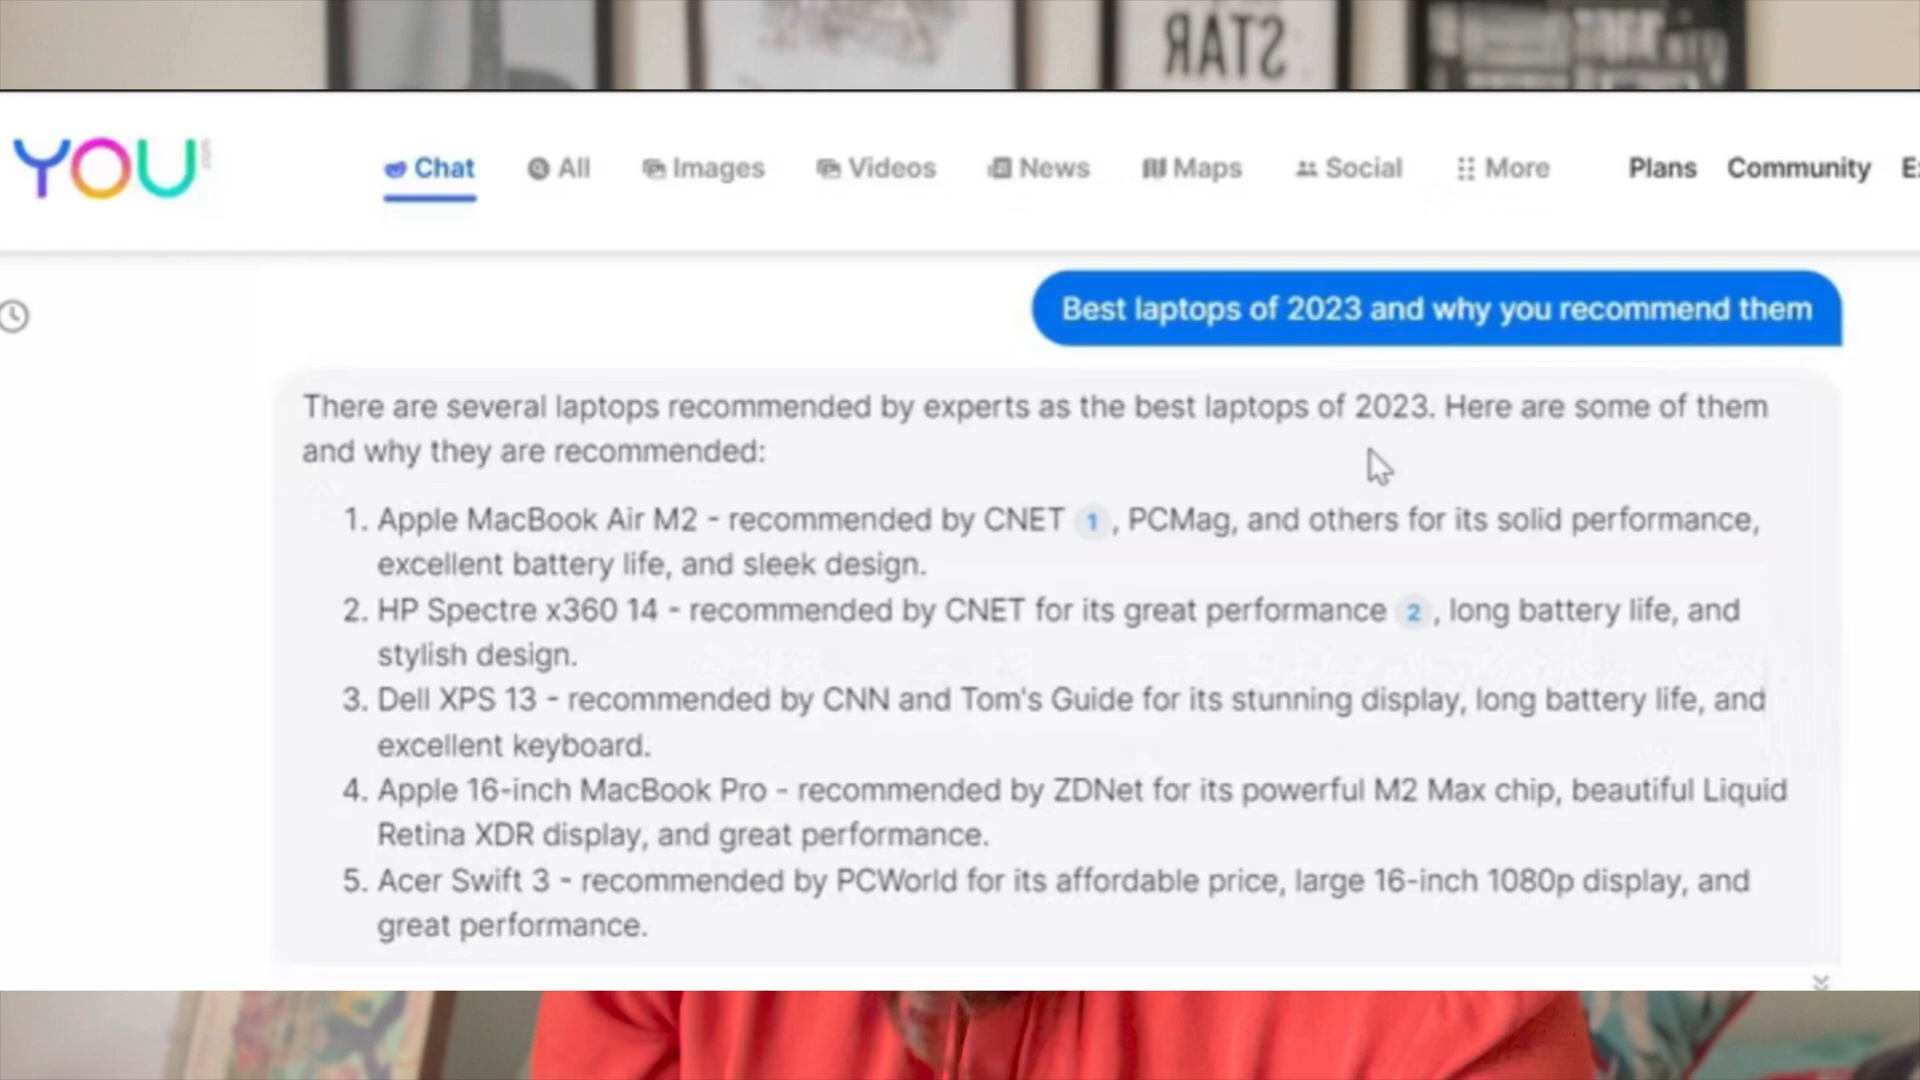 STAR
YOU.com
Chat All Images Videos News Maps Social More Plans Community
Best laptops of 2023 and why you recommend them
There are several laptops recommended by experts as the best laptops of 2023. Here are some of them
and why they are recommended:
1. Apple MacBook Air M2 - recommended by CNET 1 , PCMag, and others for its solid performance,
excellent battery life, and sleek design.
2. HP Spectre x360 14 - recommended by CNET for its great performance 2 , long battery life, and
stylish design.
3. Dell XPS 13 - recommended by CNN and Tom's Guide for its stunning display, long battery life, and
excellent keyboard.
4. Apple 16-inch MacBook Pro - recommended by ZDNet for its powerful M2 Max chip, beautiful Liquid
Retina XDR display, and great performance.
5. Acer Swift 3 - recommended by PCWorld for its affordable price, large 16-inch 1080p display, and
great performance.